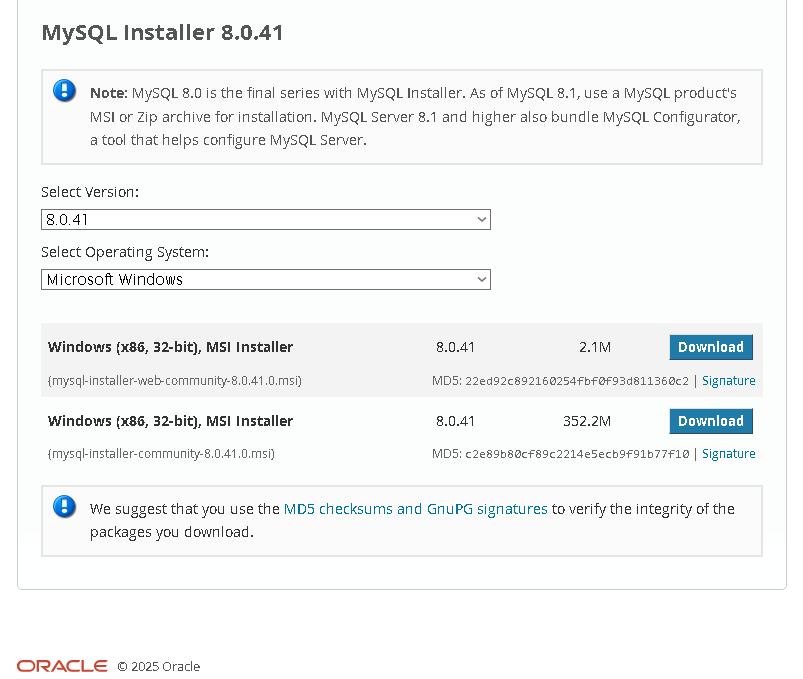 MySQL Installer 8.0.41
Note: MySQL 8.0 is the final series with MySQL Installer. As of MySQL 8.1, use a MySQL product's
MSI or Zip archive for installation. MySQL Server 8.1 and higher also bundle MySQL Configurator,
a tool that helps configure MySQL Server.
Select Version:
8.0.41
Select Operating System:
Microsoft Windows
Windows (x86, 32-bit), MSI Installer 8.0.41 2.1M Download
(mysql-installer-web-community-8.0.41.0.msi) MD5: 22ed92c892160254fbf0f93d811360c2 | Signature
Windows (x86, 32-bit), MSI Installer 8.0.41 352.2M Download
(mysql-installer-community-8.0.41.0.msi) MD5: c2e89b80cf89c2214e5ecb9f91b77f10 | Signature
We suggest that you use the MD5 checksums and GnuPG signatures to verify the integrity of the
packages you download.
ORACLE © 2025 Oracle